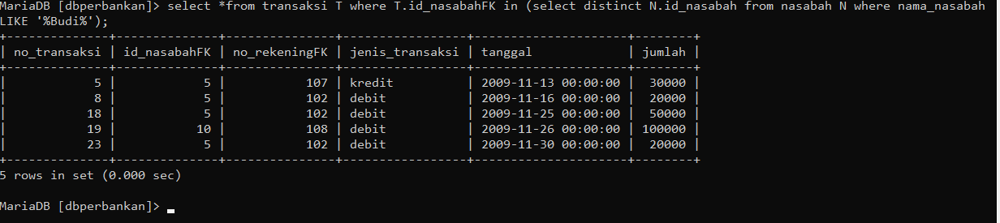 MariaDB [dbperbankan]> select *from transaksi T where T.id_nasabahFK in (select distinct N.id_nasabah from nasabah N where nama_nasabah
LIKE '%Budi%');
+--------------+--------------+---------------+-----------------+---------------------+--------+
| no_transaksi | id_nasabahFK | no_rekeningFK | jenis_transaksi | tanggal             | jumlah |
+--------------+--------------+---------------+-----------------+---------------------+--------+
|            5 |            5 |           107 | kredit          | 2009-11-13 00:00:00 |  30000 |
|            8 |            5 |           102 | debit           | 2009-11-16 00:00:00 |  20000 |
|           18 |            5 |           102 | debit           | 2009-11-25 00:00:00 |  50000 |
|           19 |           10 |           108 | debit           | 2009-11-26 00:00:00 | 100000 |
|           23 |            5 |           102 | debit           | 2009-11-30 00:00:00 |  20000 |
+--------------+--------------+---------------+-----------------+---------------------+--------+
5 rows in set (0.000 sec)
MariaDB [dbperbankan]>